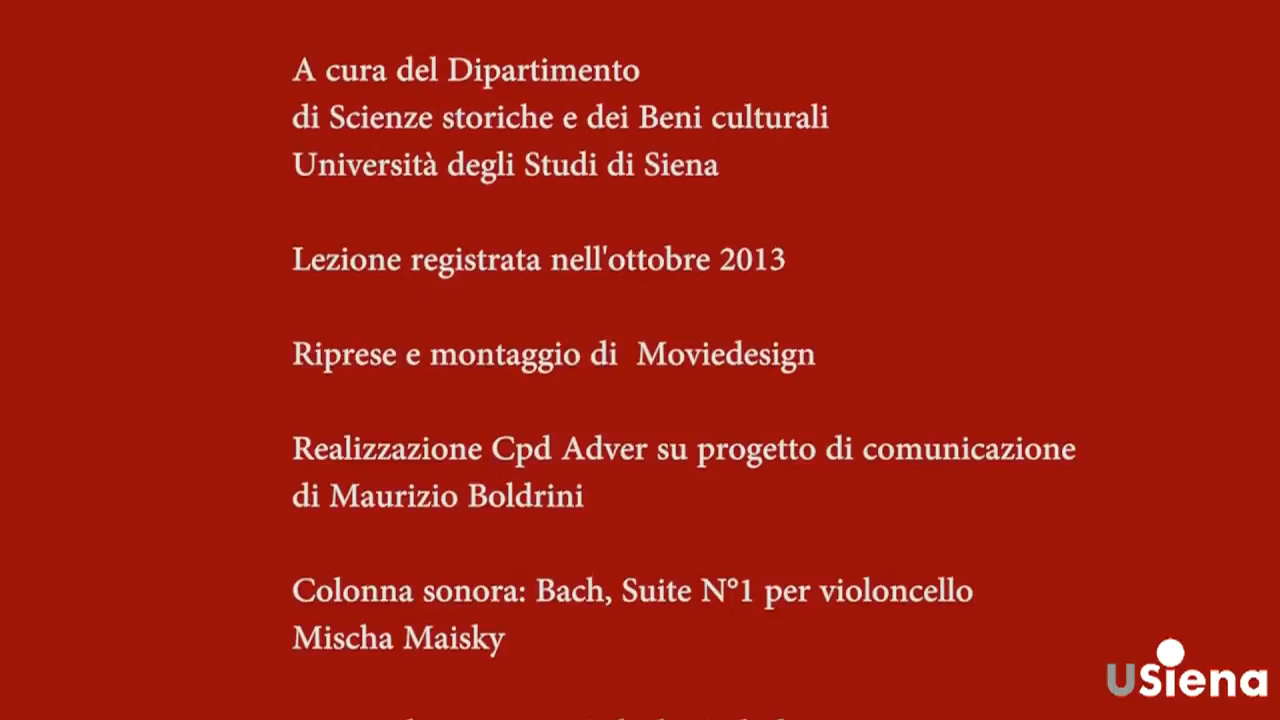 A cura del Dipartimento
di Scienze storiche e dei Beni culturali
Università degli Studi di Siena
Lezione registrata nell'ottobre 2013
Riprese e montaggio di  Moviedesign
Realizzazione Cpd Adver su progetto di comunicazione
di Maurizio Boldrini
Colonna sonora: Bach, Suite N°1 per violoncello
Mischa Maisky
USiena